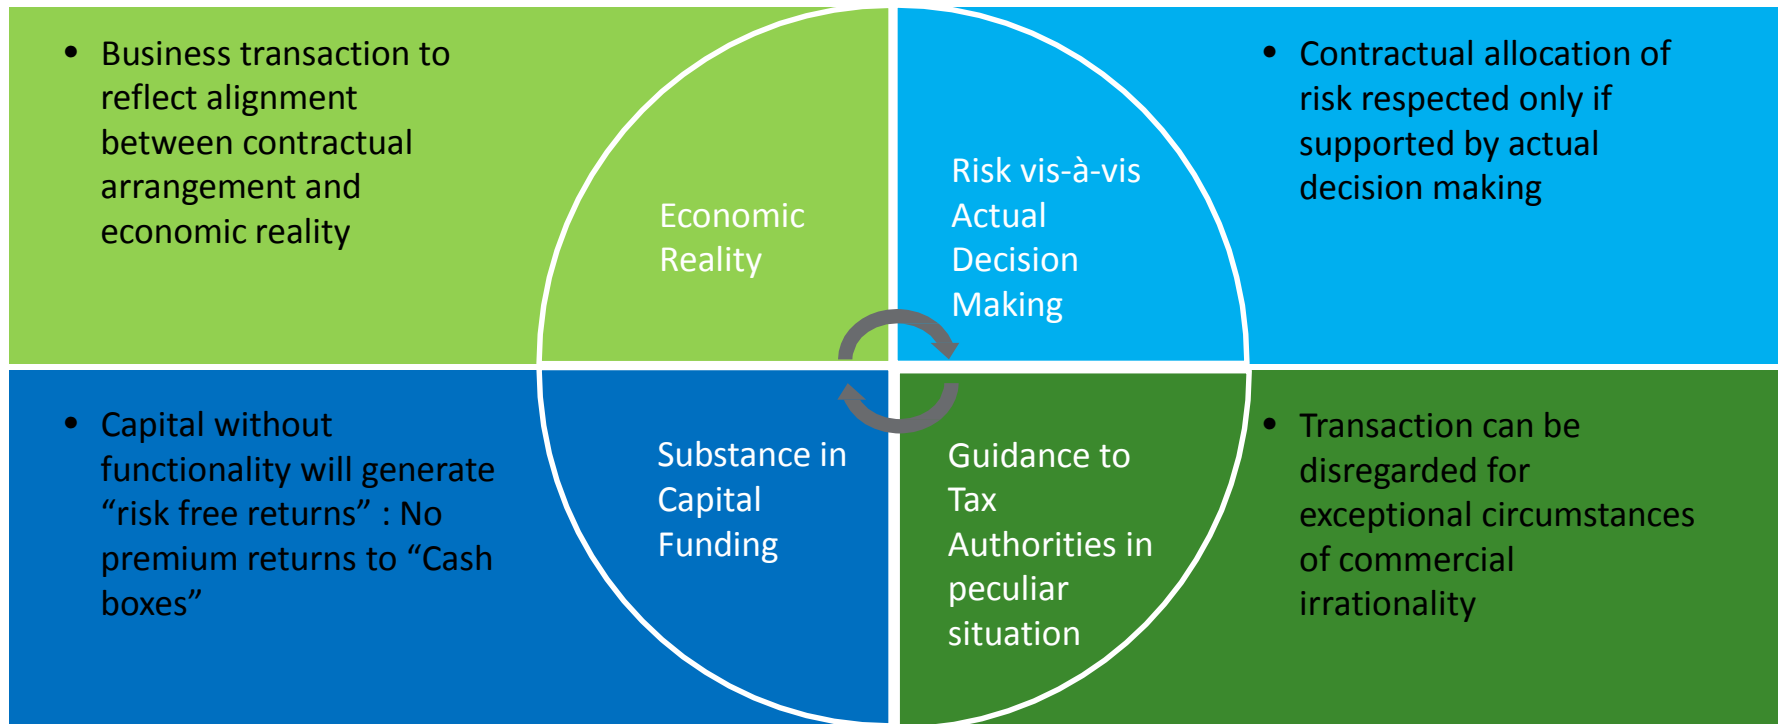 • Business transaction to
reflect alignment
between contractual
arrangement and
economic reality
Economic
Reality
Risk vis-à-vis
Actual
Decision
Making
• Contractual allocation of
risk respected only if
supported by actual
decision making
• Capital without
functionality will generate
“risk free returns” : No
premium returns to “Cash
boxes”
Substance in
Capital
Funding
Guidance to
Tax
Authorities in
peculiar
situation
• Transaction can be
disregarded for
exceptional circumstances
of commercial
irrationality